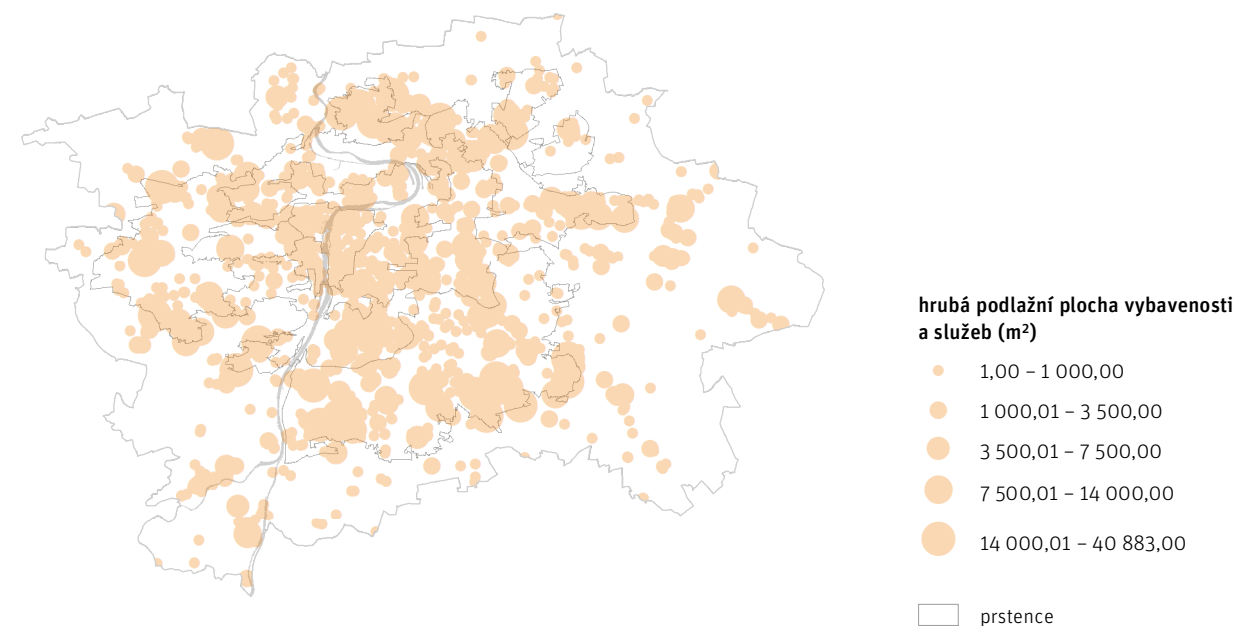 hrubá podlažní plocha vybavenosti
a služeb (m²)
1,00 – 1 000,00
1 000,01 – 3 500,00
3 500,01 – 7 500,00
7 500,01 – 14 000,00
14 000,01 – 40 883,00
prstence